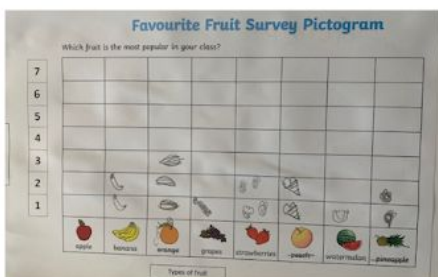 Favourite Fruit Survey Pictogram
Which fruit is the most popular in your class?
7
6
5
4
3
2
1
apple banana orange grapes strawberries peach watermelon pineapple
Types of fruit